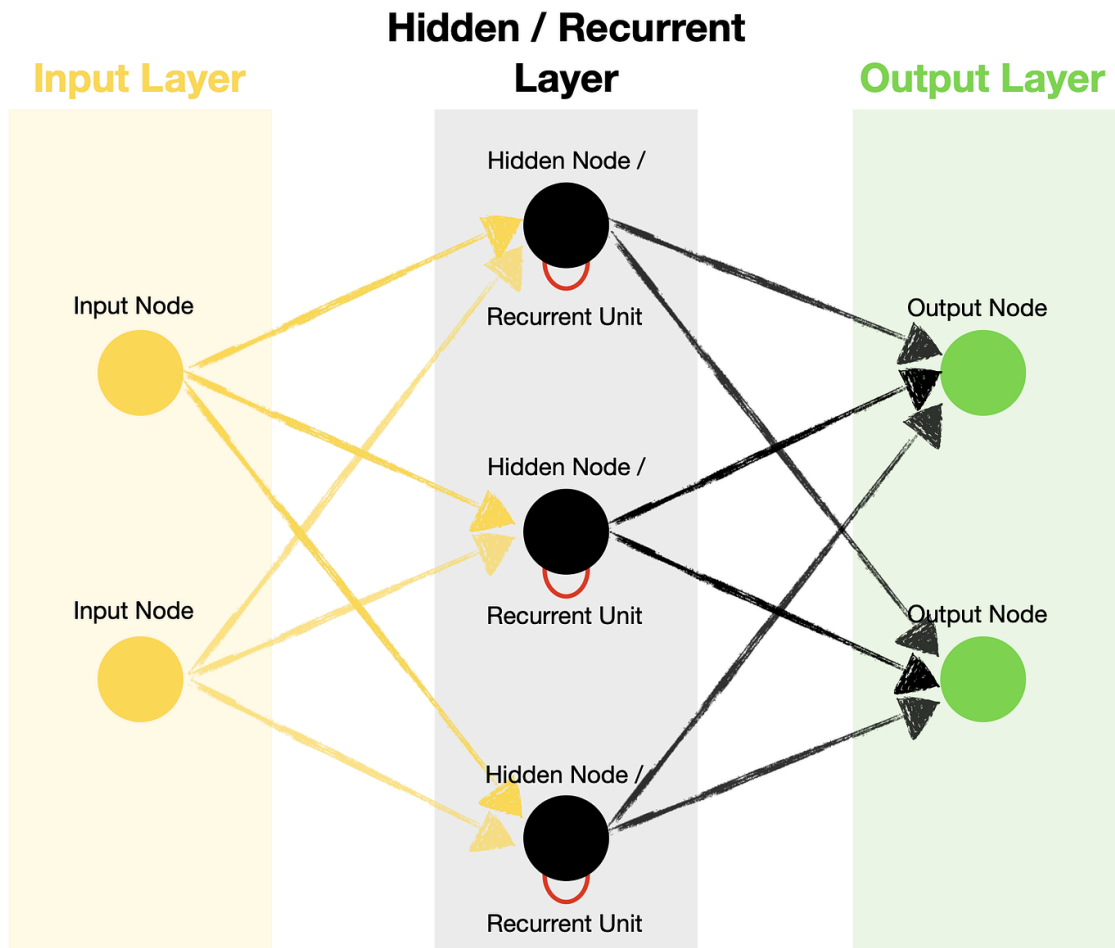 Hidden / Recurrent
Layer
Input Layer
Output Layer
Hidden Node /
Recurrent Unit
Input Node
Output Node
Hidden Node /
Recurrent Unit
Input Node
Output Node
Hidden Node /
Recurrent Unit